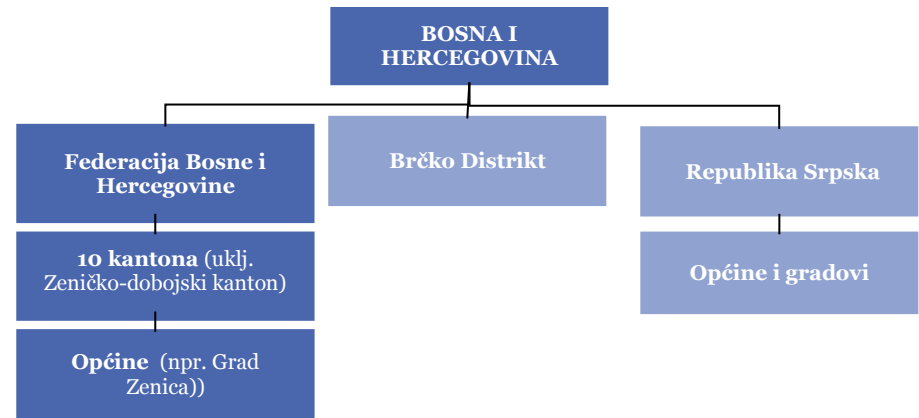 BOSNA I
HERCEGOVINA
Federacija Bosne i
Hercegovine
Brčko Distrikt
Republika Srpska
10 kantona (uklj.
Zeničko-dobojski kanton)
Općine i gradovi
Općine (npr. Grad
Zenica))